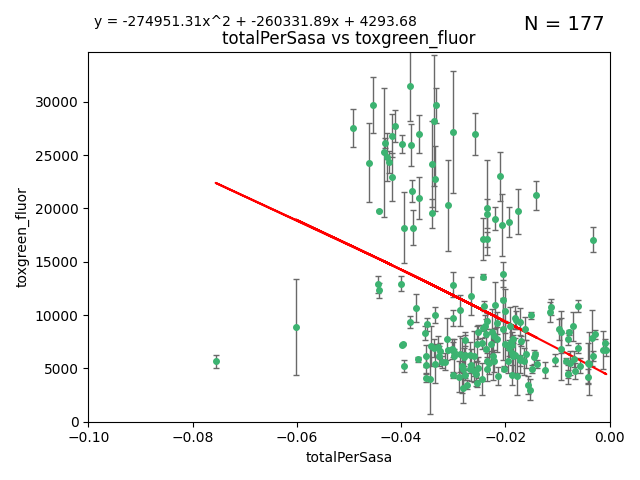 y = -274951.31x^2 + -260331.89x + 4293.68
N = 177
totalPerSasa vs toxgreen_fluor
toxgreen_fluor
30000
25000
20000
15000
10000
5000
0
−0.10
−0.08
−0.06
−0.04
−0.02
0.00
totalPerSasa